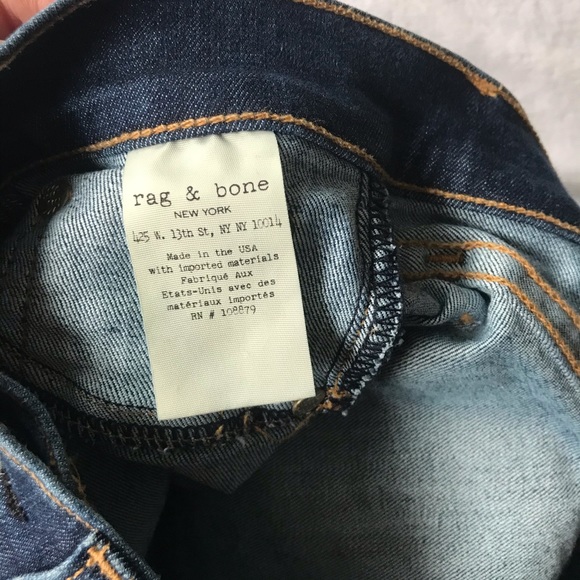 rag & bone
NEW YORK
425 W. 13th St, NY NY 10014
Made in the USA
with imported materials
Fabriqué Aux
Etats-Unis avec des
matériaux importés
RN # 108879